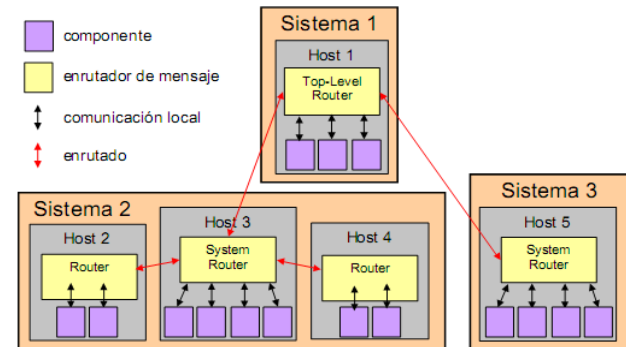 componente
enrutador de mensaje
comunicación local
enrutado
Sistema 1
Host 1
Top-Level
Router
Sistema 2
Host 2
Router
Host 3
System
Router
Host 4
Router
Sistema 3
Host 5
System
Router